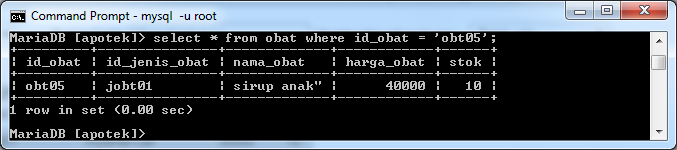 Command Prompt - mysql -u root
MariaDB [apotek]> select * from obat where id_obat = 'obt05';
+----------+---------------+-------------+------------+------+
| id_obat | id_jenis_obat | nama_obat | harga_obat | stok |
+----------+---------------+-------------+------------+------+
| obt05 | jobt01 | sirup anak" | 40000 | 10 |
+----------+---------------+-------------+------------+------+
1 row in set (0.00 sec)
MariaDB [apotek]>